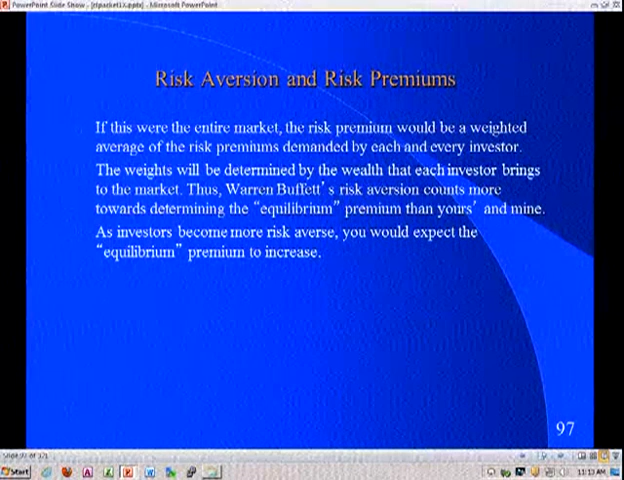 PowerPoint Slide Show - [ - Microsoft PowerPoint
Risk Aversion and Risk Premiums
If this were the entire market, the risk premium would be a weighted
average of the risk premiums demanded by each and every investor.
The weights will be determined by the wealth that each investor brings
to the market. Thus, Warren Buffett’s risk aversion counts more
towards determining the “equilibrium” premium than yours’ and mine.
As investors become more risk averse, you would expect the
“equilibrium” premium to increase.
97
Start